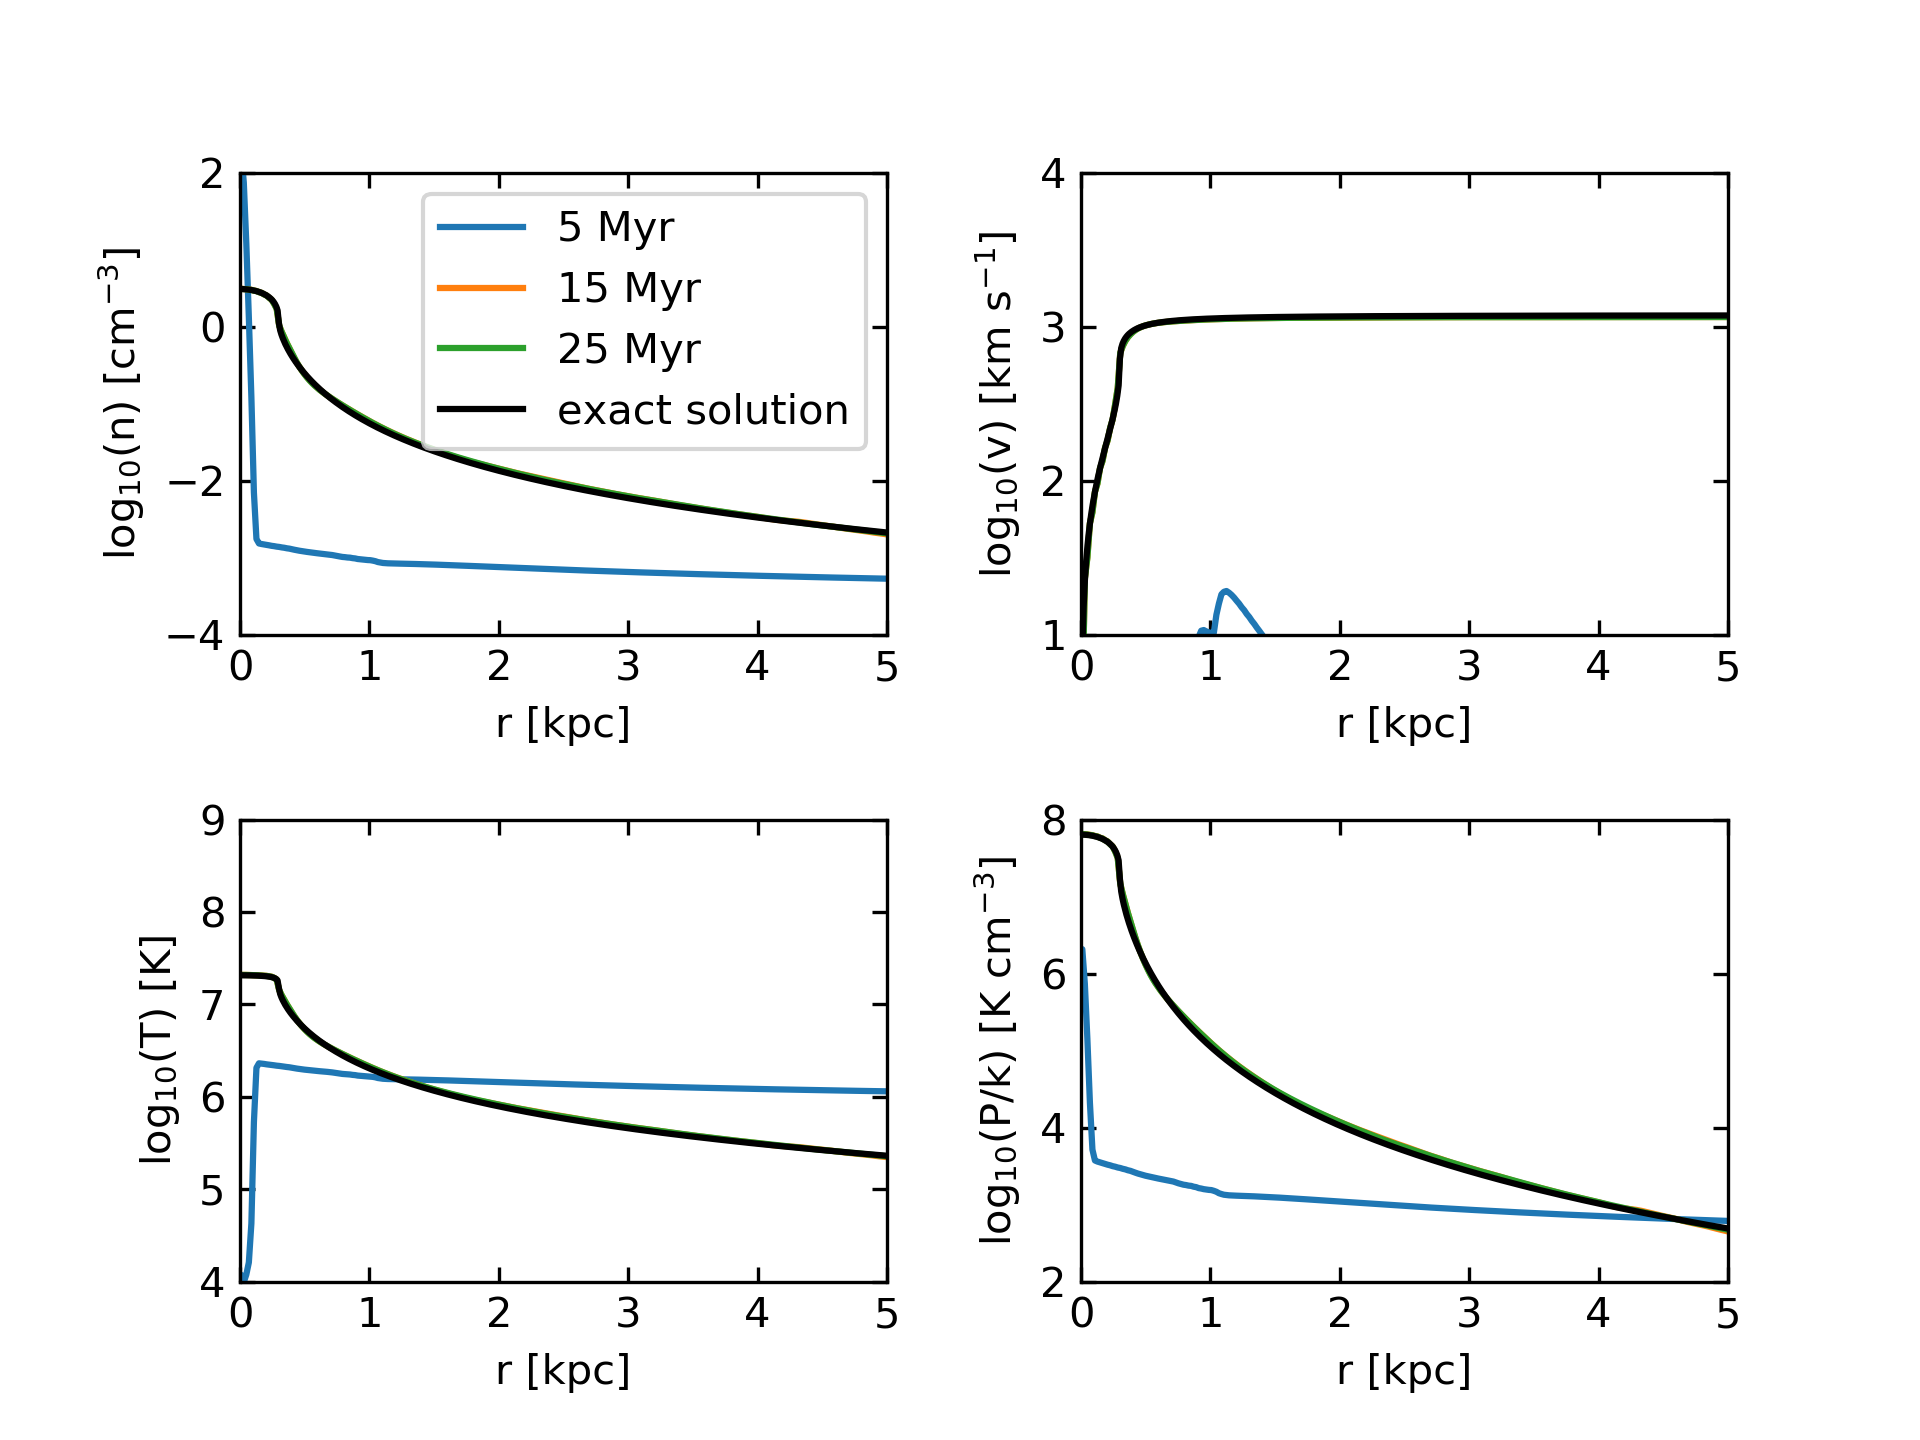 log₁₀(n) [cm⁻³]
2
0
−2
−4
0 1 2 3 4 5
r [kpc]
5 Myr
15 Myr
25 Myr
exact solution
log₁₀(v) [km s⁻¹]
4
3
2
1
0 1 2 3 4 5
r [kpc]
log₁₀(T) [K]
9
8
7
6
5
4
0 1 2 3 4 5
r [kpc]
log₁₀(P/k) [K cm⁻³]
8
6
4
2
0 1 2 3 4 5
r [kpc]